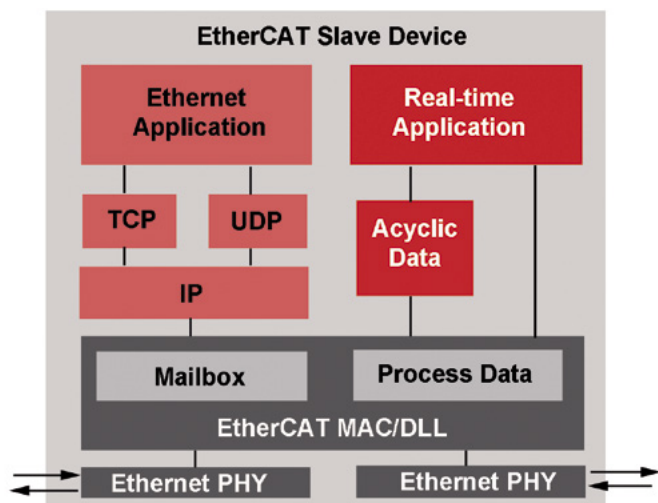 EtherCAT Slave Device
Ethernet
Application
Real-time
Application
TCP
UDP
Acyclic
Data
IP
Mailbox
Process Data
EtherCAT MAC/DLL
Ethernet PHY
Ethernet PHY